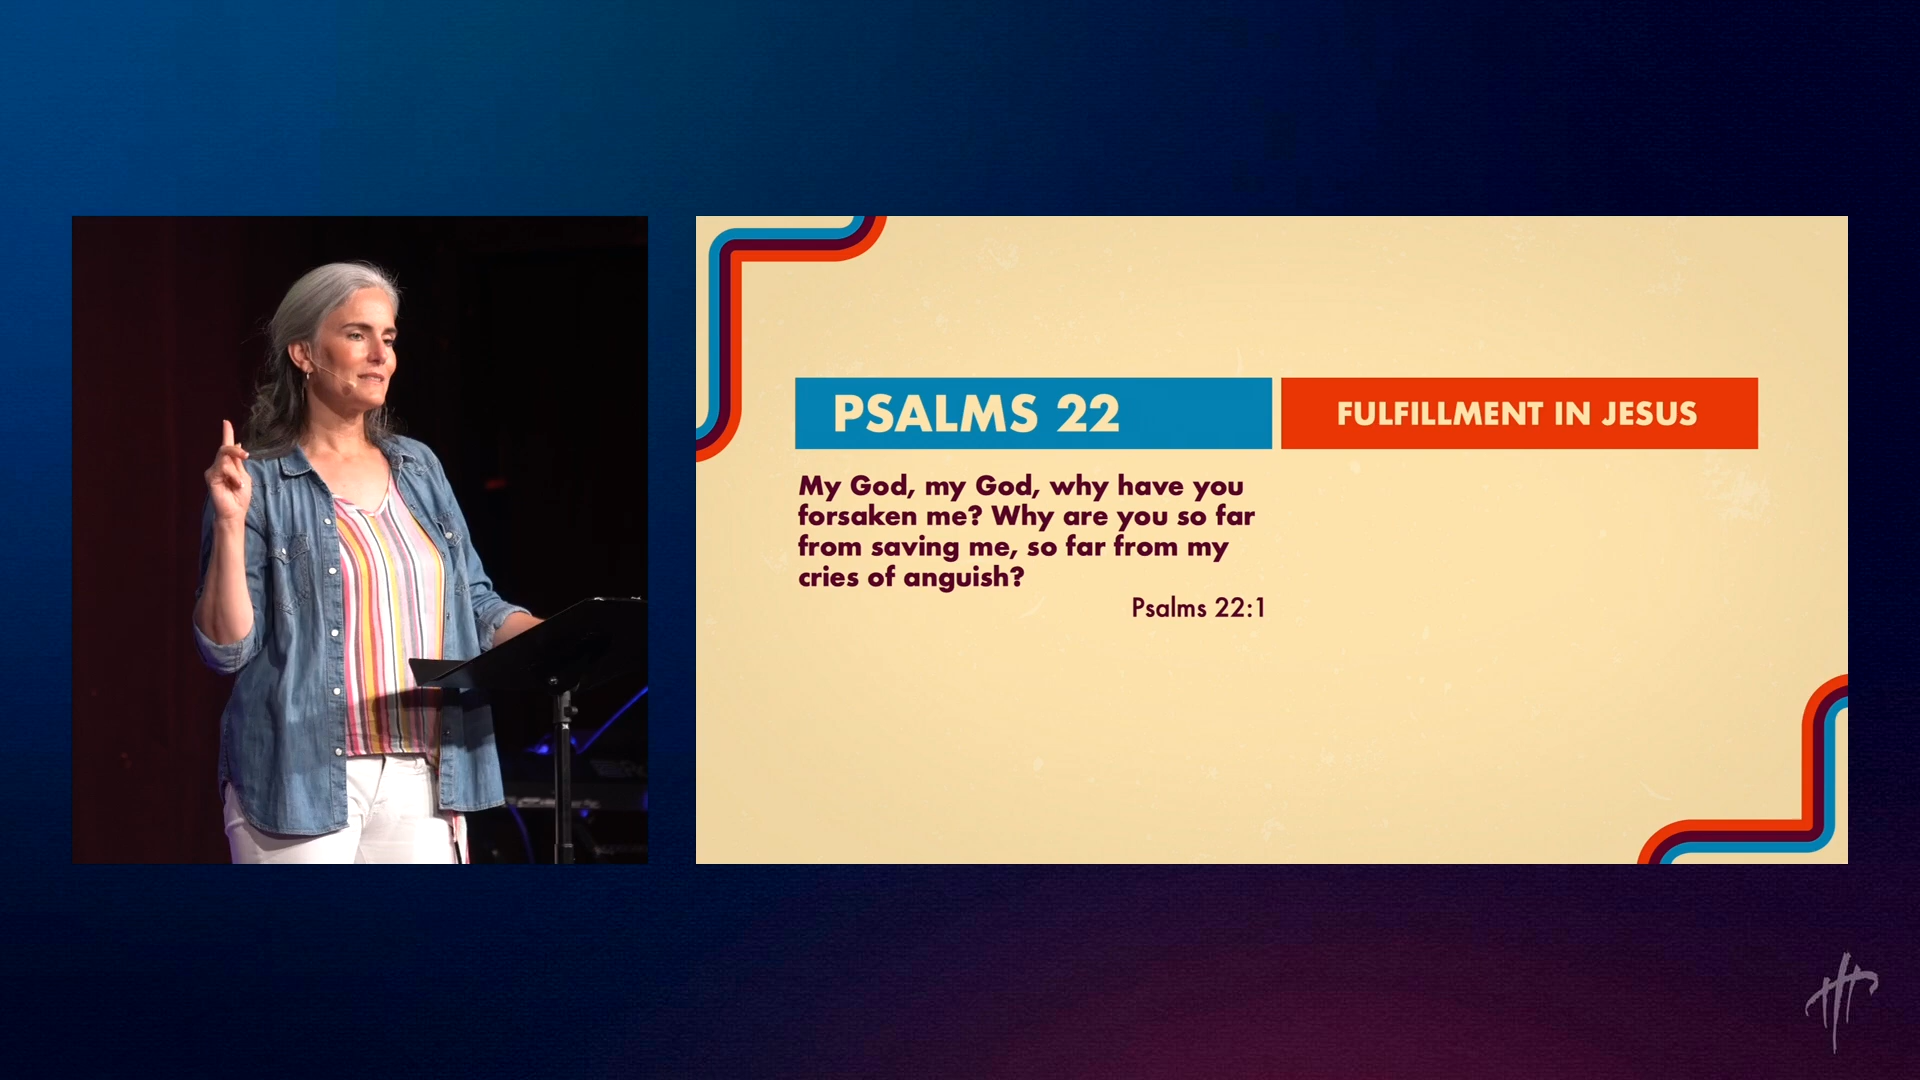 PSALMS 22
FULFILLMENT IN JESUS
My God, my God, why have you
forsaken me? Why are you so far
from saving me, so far from my
cries of anguish?
Psalms 22:1